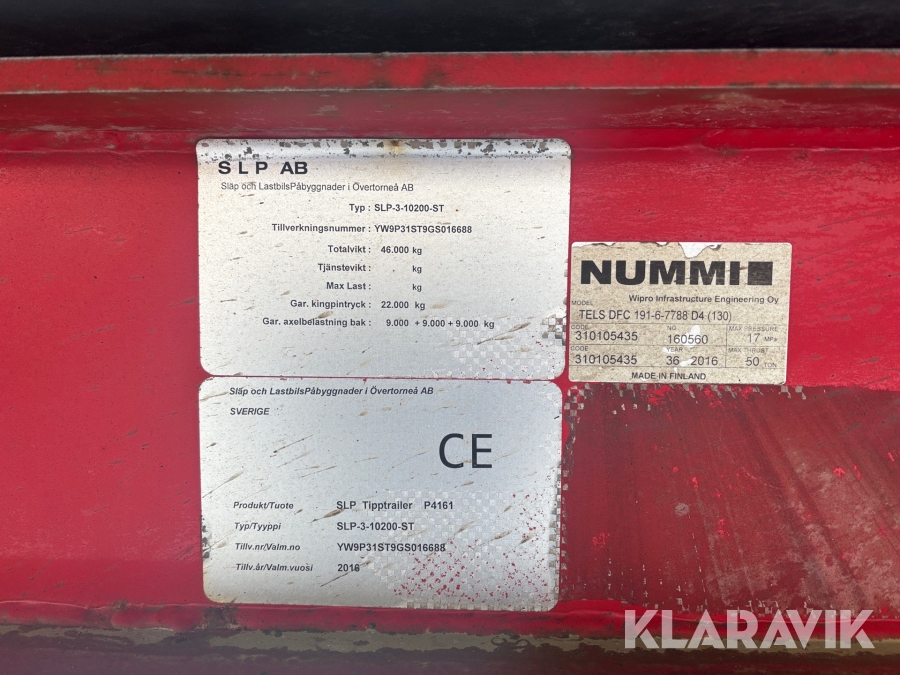 S L P AB
Släp och LastbilsPåbyggnader i Övertorneå AB
Typ : SLP-3-10200-ST
Tillverkningsnummer : YW9P31ST9GS016688
Totalvikt : 46.000 kg
Tjänstevikt : kg
Max Last : kg
Gar. kingpintryck : 22.000 kg
Gar. axelbelastning bak : 9.000 + 9.000 + 9.000 kg
NUMMI
Wipro Infrastructure Engineering Oy
MODEL
TELS DFC 191-6-7788 D4 (130)
CODE NO MAX PRESSURE
310105435 160560 17 MPa
CODE YEAR MAX THRUST
310105435 36 2016 50 TON
MADE IN FINLAND
Släp och LastbilsPåbyggnader i Övertorneå AB
SVERIGE
CE
Produkt/Tuote SLP Tipptrailer P4161
Typ/Tyyppi SLP-3-10200-ST
Tillv.nr/Valm.no YW9P31ST9GS016688
Tillv.år/Valm.vuosi 2016
KLARAVIK